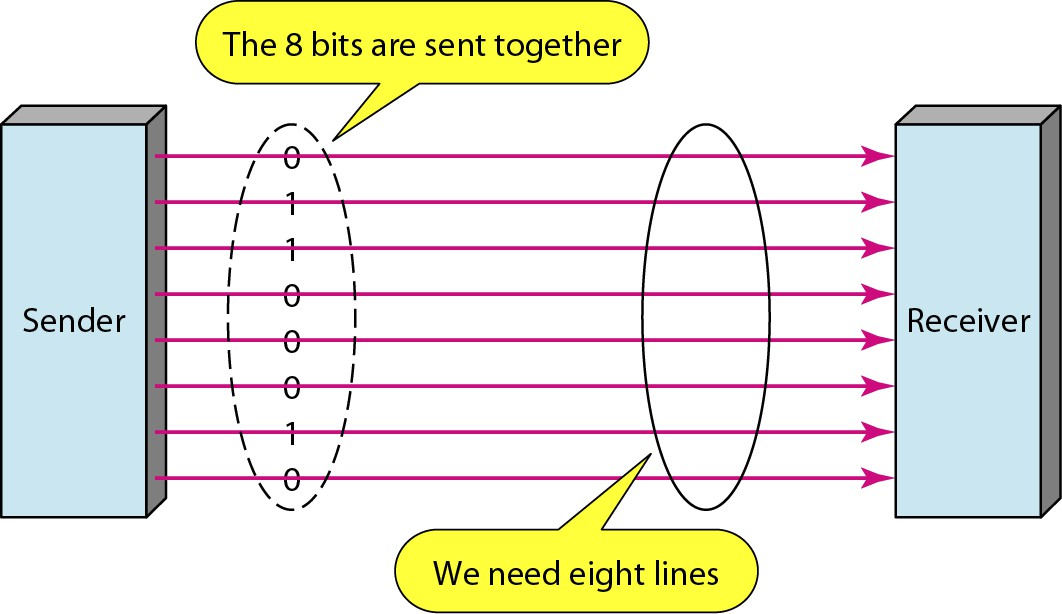 The 8 bits are sent together
0
1
1
0
Sender
Receiver
0
0
1
0
We need eight lines